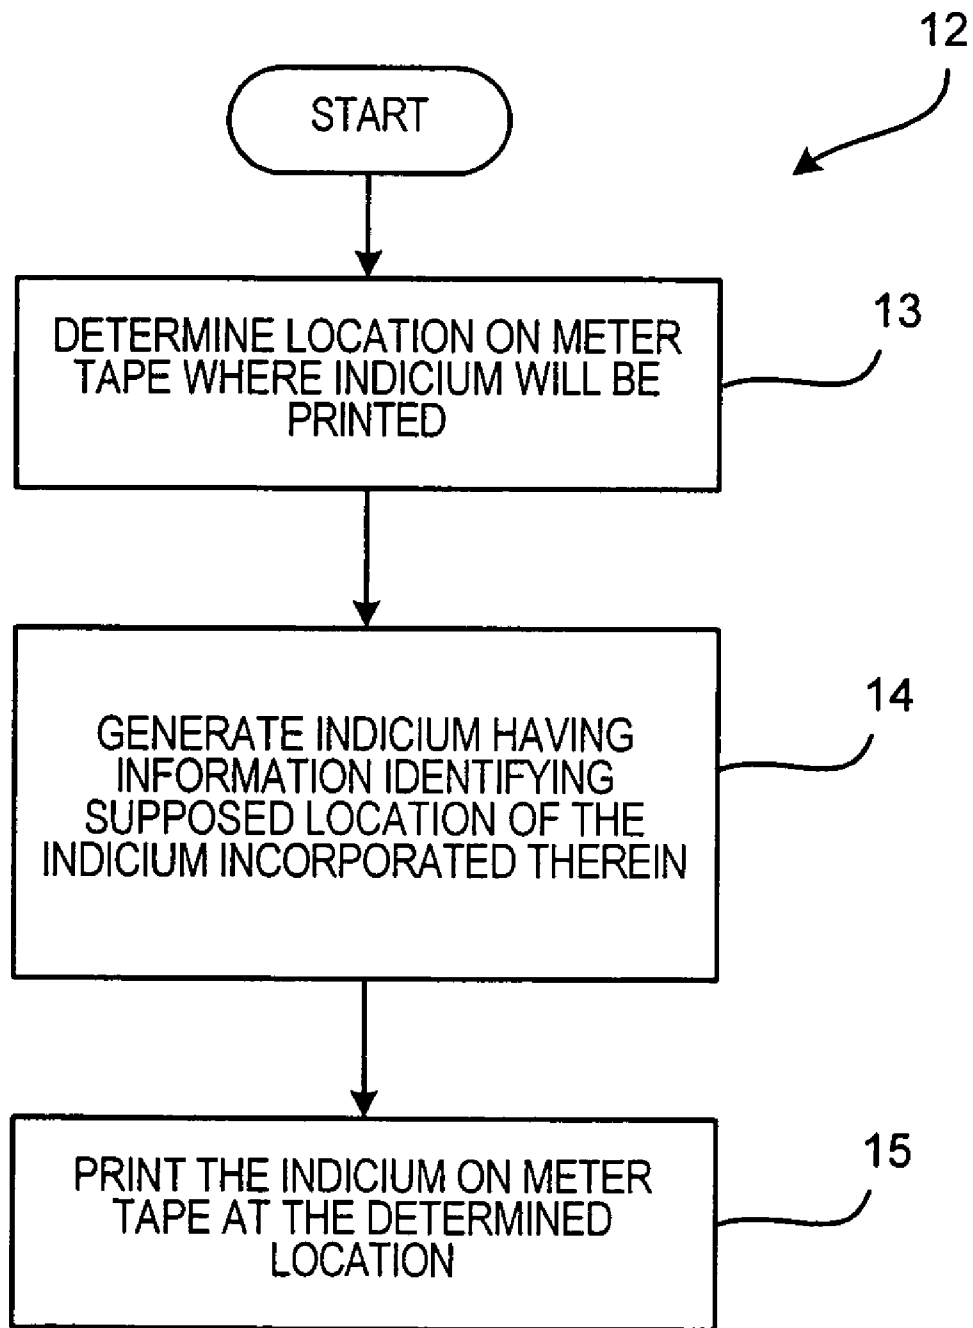 12
START
DETERMINE LOCATION ON METER
TAPE WHERE INDICIUM WILL BE
PRINTED
13
GENERATE INDICIUM HAVING
INFORMATION IDENTIFYING
SUPPOSED LOCATION OF THE
INDICIUM INCORPORATED THEREIN
14
PRINT THE INDICIUM ON METER
TAPE AT THE DETERMINED
LOCATION
15